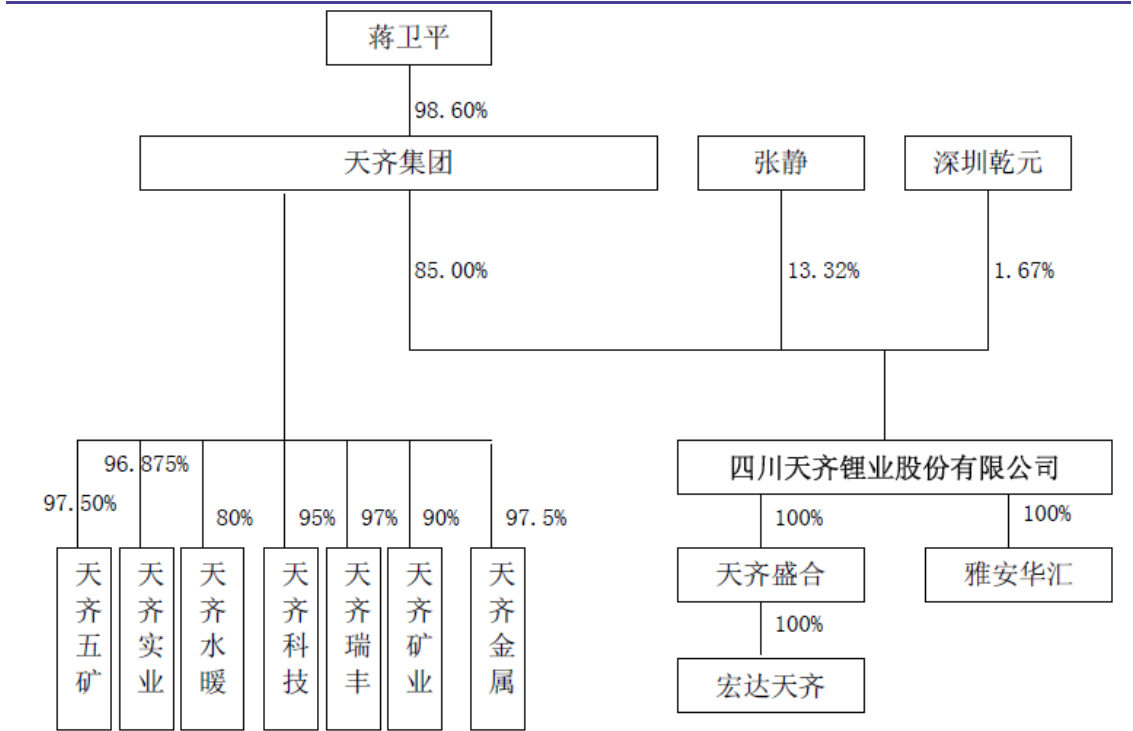 蒋卫平
98.60%
天齐集团
张静
深圳乾元
85.00%
13.32%
1.67%
四川天齐锂业股份有限公司
96.875%
97.50%
80%
95%
97%
90%
97.5%
100%
100%
天齐五矿
天齐实业
天齐水暖
天齐科技
天齐瑞丰
天齐矿业
天齐金属
天齐盛合
雅安华汇
100%
宏达天齐